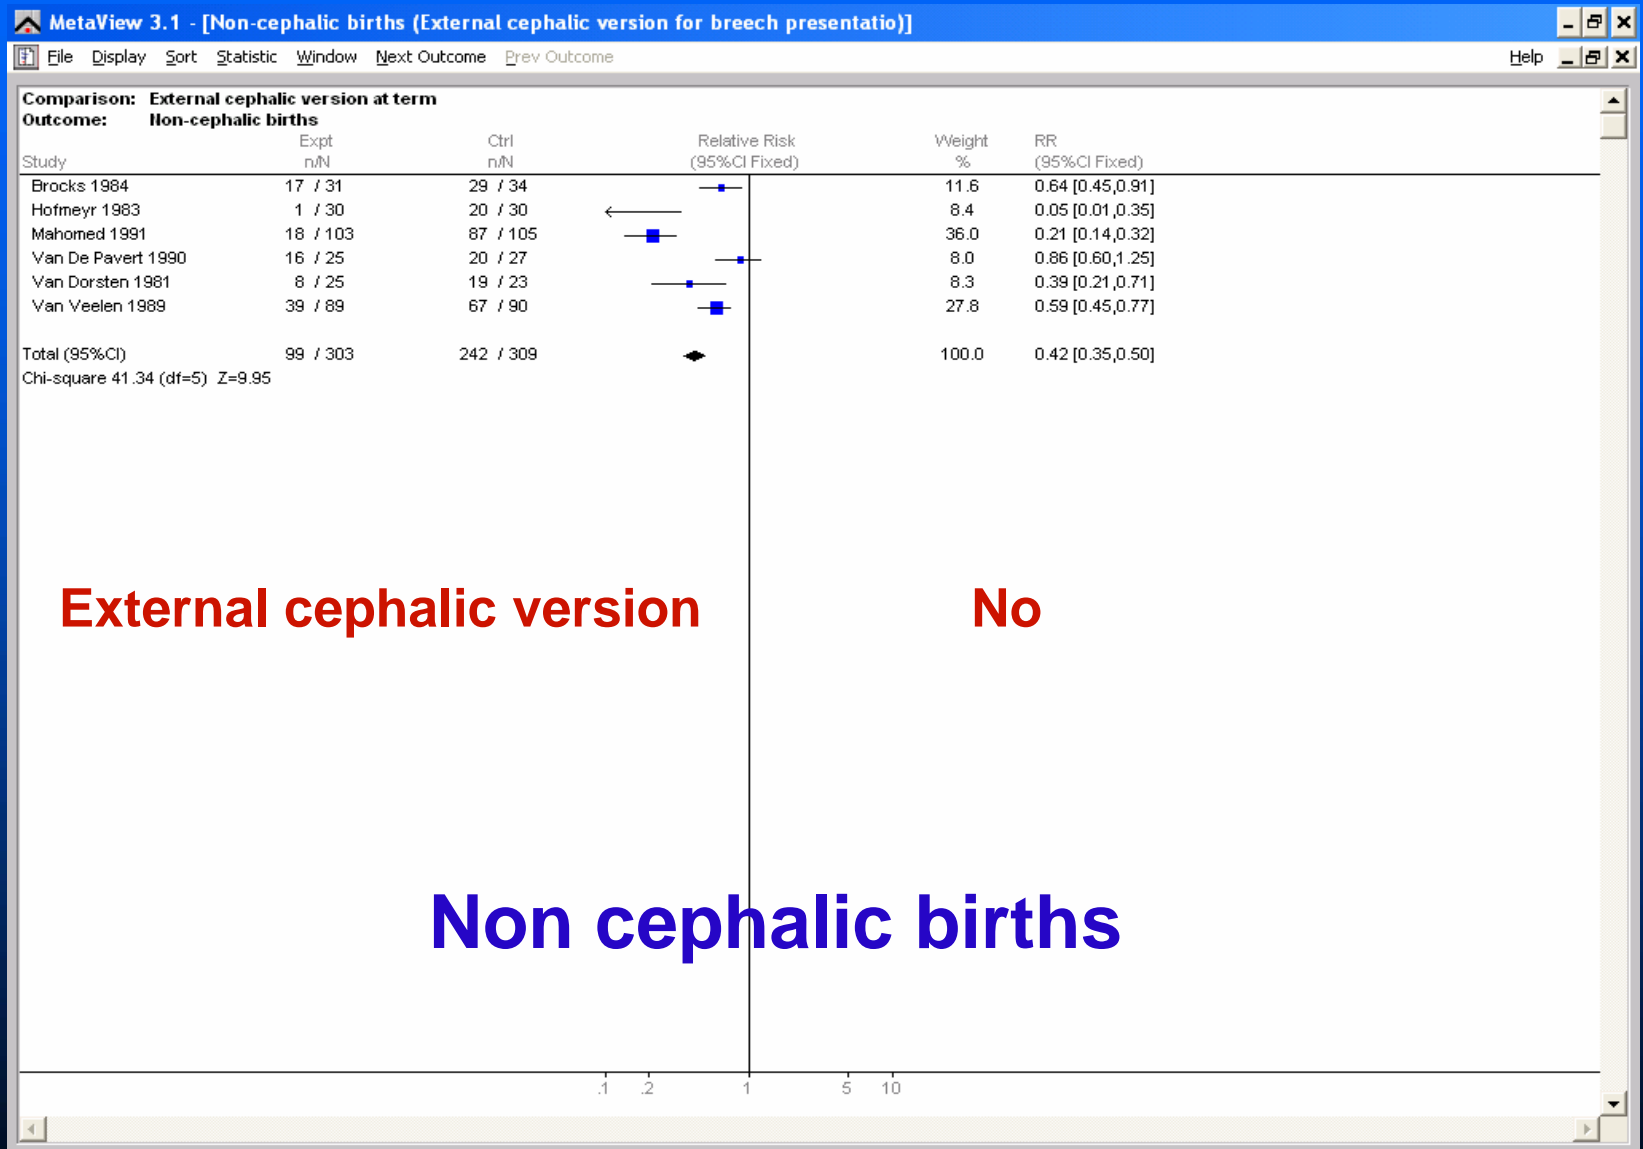 MetaView 3.1 - [Non-cephalic births (External cephalic version for breech presentatio)]
File Display Sort Statistic Window Next Outcome Prev Outcome Help
Comparison: External cephalic version at term
Outcome: Non-cephalic births
Expt Ctrl Relative Risk Weight RR
Study n/N n/N (95%CI Fixed) % (95%CI Fixed)
Brocks 1984 17 / 31 29 / 34 11.6 0.64 [0.45,0.91]
Hofmeyr 1983 1 / 30 20 / 30 8.4 0.05 [0.01,0.35]
Mahomed 1991 18 / 103 87 / 105 36.0 0.21 [0.14,0.32]
Van De Pavert 1990 16 / 25 20 / 27 8.0 0.86 [0.60,1.25]
Van Dorsten 1981 8 / 25 19 / 23 8.3 0.39 [0.21,0.71]
Van Veelen 1989 39 / 89 67 / 90 27.8 0.59 [0.45,0.77]
Total (95%CI) 99 / 303 242 / 309 100.0 0.42 [0.35,0.50]
Chi-square 41.34 (df=5) Z=9.95
External cephalic version No
Non cephalic births
.1 .2 1 5 10